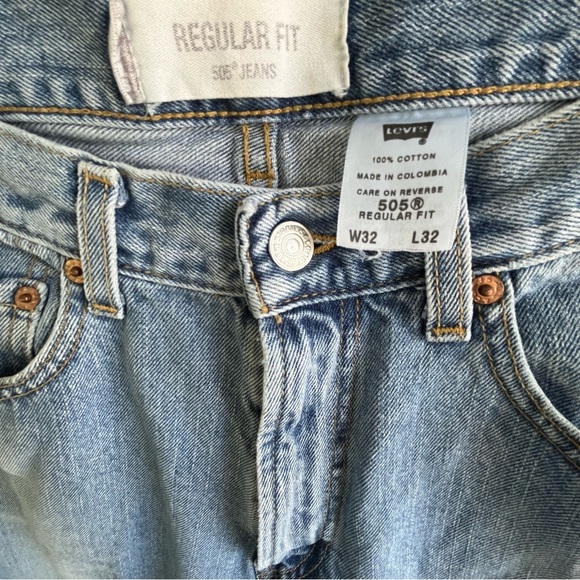 REGULAR FIT
505® JEANS
Levi's
100% COTTON
MADE IN COLOMBIA
CARE ON REVERSE
505®
REGULAR FIT
W32 L32